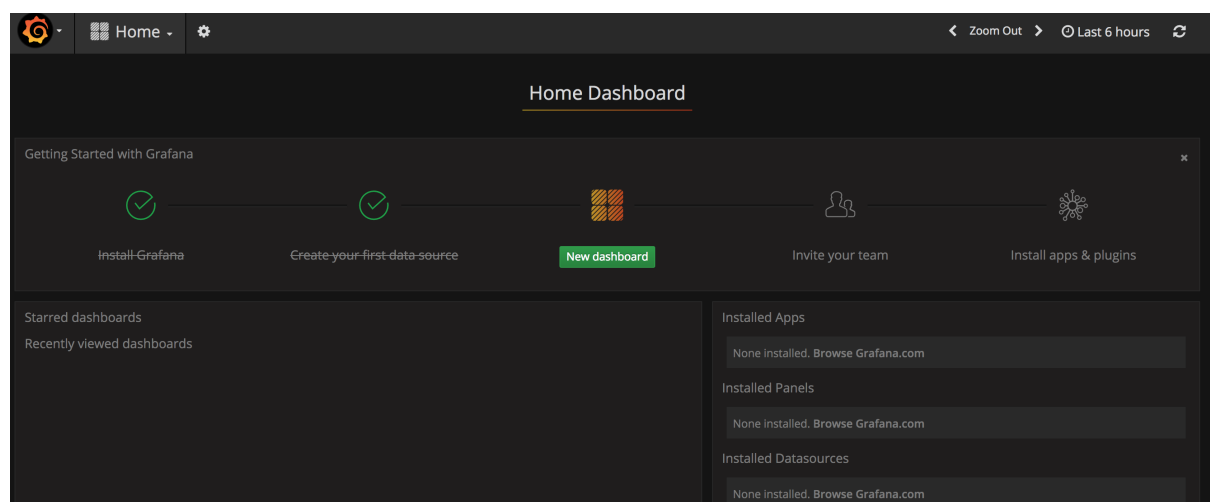 Home
Zoom Out
Last 6 hours
Home Dashboard
Getting Started with Grafana
Install Grafana
Create your first data source
New dashboard
Invite your team
Install apps & plugins
Starred dashboards
Recently viewed dashboards
Installed Apps
None installed. Browse Grafana.com
Installed Panels
None installed. Browse Grafana.com
Installed Datasources
None installed. Browse Grafana.com